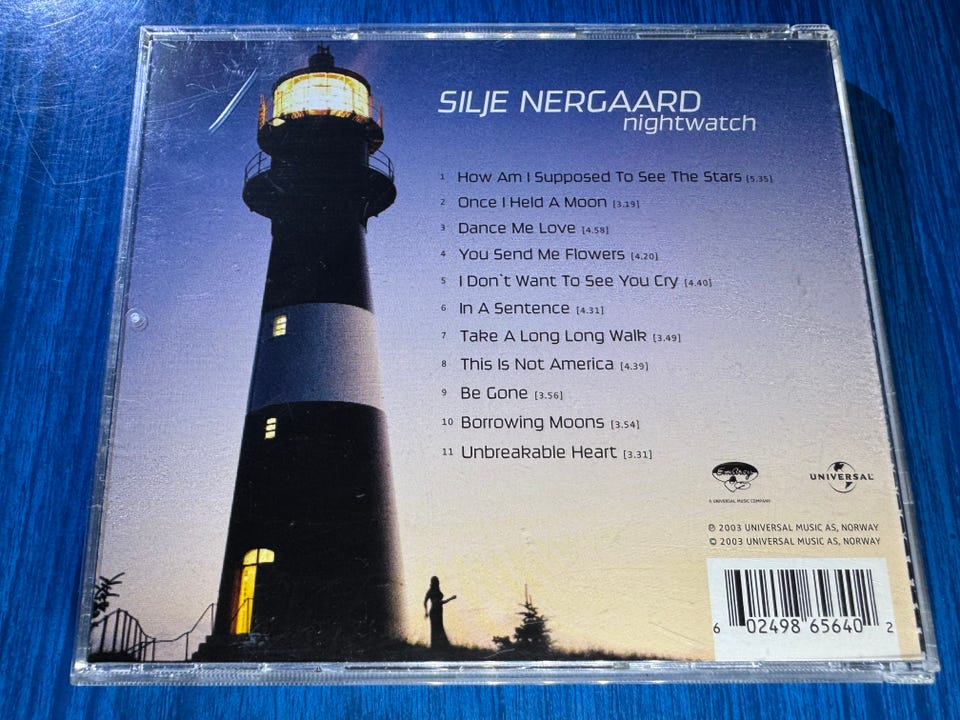 SILJE NERGAARD
nightwatch
1 How Am I Supposed To See The Stars [5.35]
2 Once I Held A Moon [3.19]
3 Dance Me Love [4.58]
4 You Send Me Flowers [4.20]
5 I Don`t Want To See You Cry [4.40]
6 In A Sentence [4.31]
7 Take A Long Long Walk [3.49]
8 This Is Not America [4.39]
9 Be Gone [3.56]
10 Borrowing Moons [3.54]
11 Unbreakable Heart [3.31]
EmArcy
A UNIVERSAL MUSIC COMPANY
UNIVERSAL
℗ 2003 UNIVERSAL MUSIC AS, NORWAY
© 2003 UNIVERSAL MUSIC AS, NORWAY
6 02498 65640 2